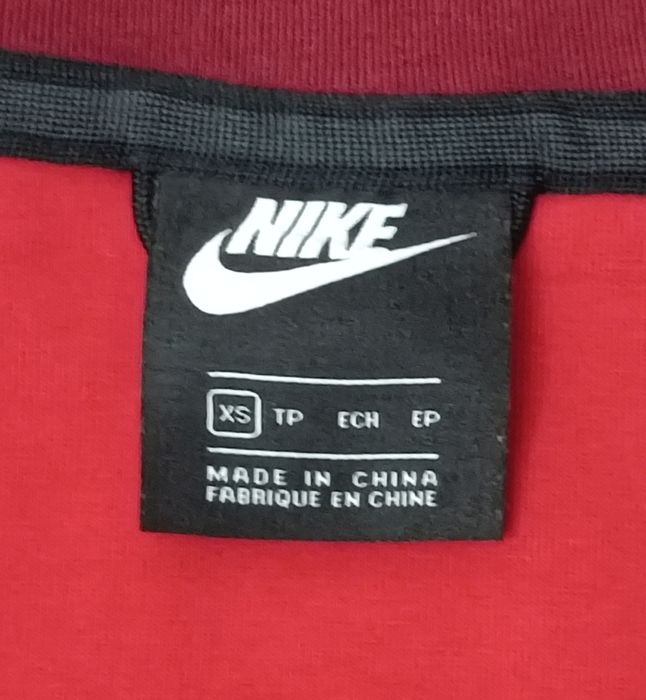 NIKE
XS TP ECH EP
MADE IN CHINA
FABRIQUE EN CHINE